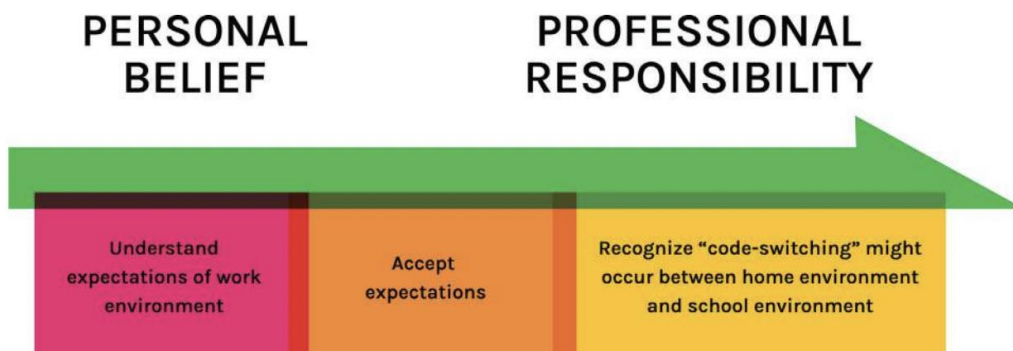 PERSONAL
BELIEF
PROFESSIONAL
RESPONSIBILITY
Understand
expectations of work
environment
Accept
expectations
Recognize “code-switching” might
occur between home environment
and school environment